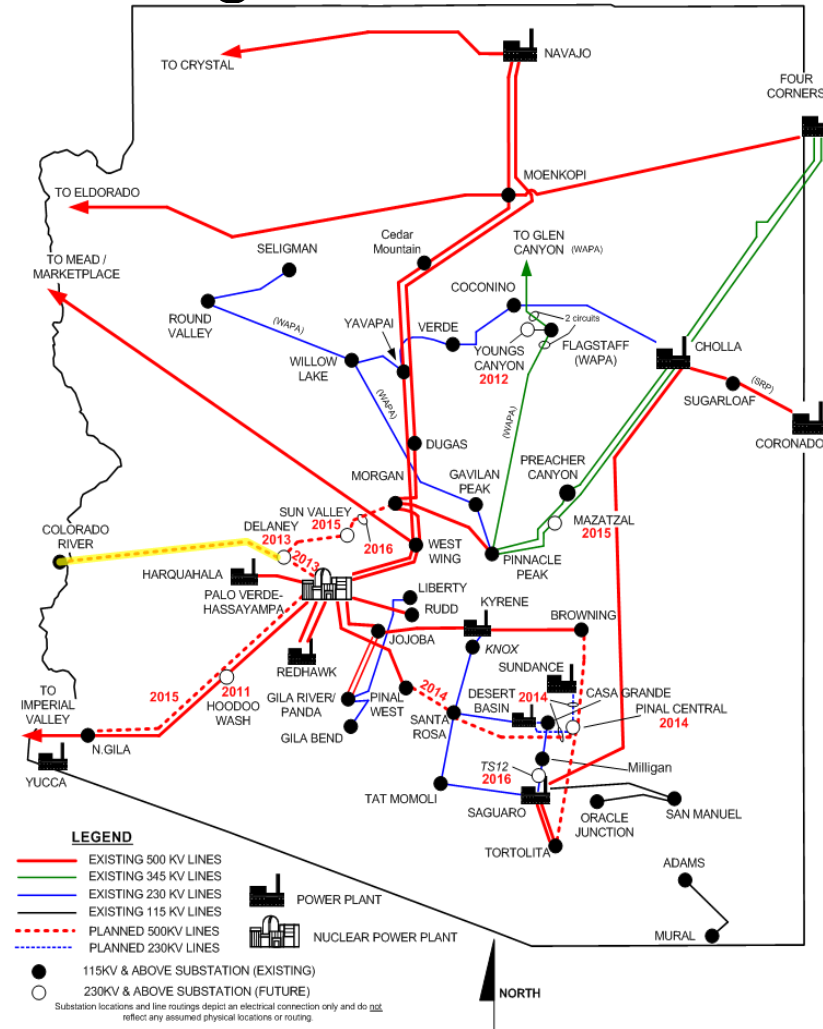 NAVAJO
TO CRYSTAL
FOUR
CORNERS
MOENKOPI
TO ELDORADO
Cedar
Mountain
TO GLEN
CANYON (WAPA)
SELIGMAN
TO MEAD /
MARKETPLACE
COCONINO
ROUND
VALLEY
(WAPA)
YAVAPAI
VERDE
2 circuits
YOUNGS
CANYON
2012
FLAGSTAFF
(WAPA)
CHOLLA
WILLOW
LAKE
(WAPA)
(SRP)
SUGARLOAF
(WAPA)
CORONADO
DUGAS
PREACHER
CANYON
MORGAN
GAVILAN
PEAK
SUN VALLEY
2015
DELANEY
2013
2016
MAZATZAL
2015
COLORADO
RIVER
2013
WEST
WING
PINNACLE
PEAK
HARQUAHALA
PALO VERDE-
HASSAYAMPA
LIBERTY
RUDD
KYRENE
BROWNING
JOJOBA
KNOX
REDHAWK
SUNDANCE
2015
2011
HOODOO
WASH
GILA RIVER/
PANDA
PINAL
WEST
2014
DESERT
BASIN
2014
CASA GRANDE
PINAL CENTRAL
2014
TO
IMPERIAL
VALLEY
N.GILA
GILA BEND
SANTA
ROSA
YUCCA
TS12
2016
Milligan
TAT MOMOLI
SAGUARO
ORACLE
JUNCTION
SAN MANUEL
TORTOLITA
ADAMS
MURAL
LEGEND
EXISTING 500 KV LINES
EXISTING 345 KV LINES
EXISTING 230 KV LINES
EXISTING 115 KV LINES
PLANNED 500KV LINES
PLANNED 230KV LINES
POWER PLANT
NUCLEAR POWER PLANT
115KV & ABOVE SUBSTATION (EXISTING)
230KV & ABOVE SUBSTATION (FUTURE)
Substation locations and line routings depict an electrical connection only and do not
reflect any assumed physical locations or routing.
NORTH